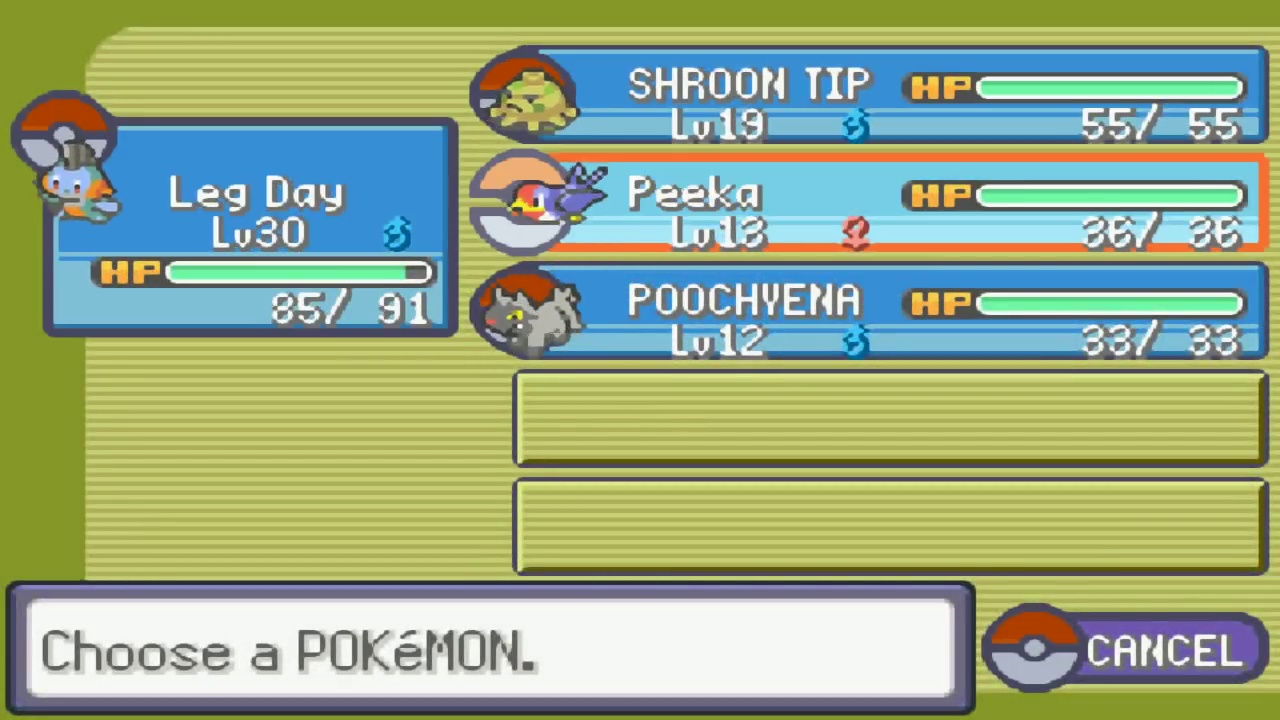 Leg Day
Lv30 ♂
HP
85/ 91
SHROON TIP HP
Lv19 ♂ 55/ 55
Peeka HP
Lv13 ♀ 36/ 36
POOCHYENA HP
Lv12 ♂ 33/ 33
Choose a POKéMON.
CANCEL